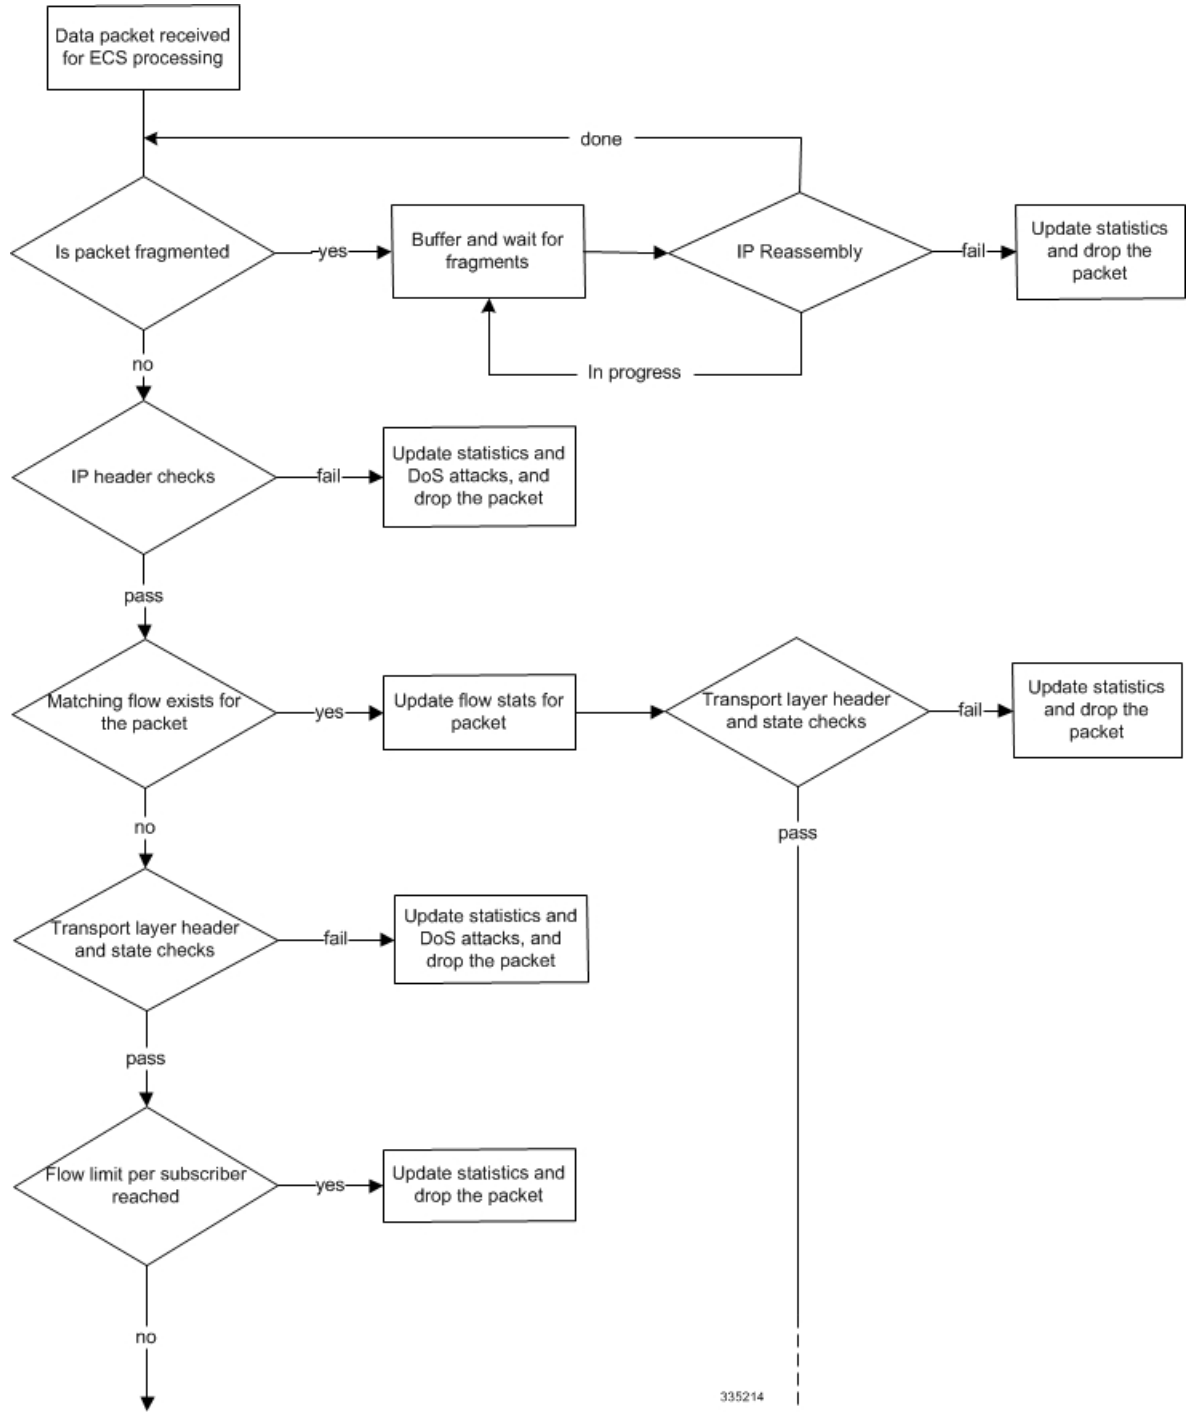 Data packet received
for ECS processing
done
Is packet fragmented
yes
Buffer and wait for
fragments
IP Reassembly
fail
Update statistics
and drop the
packet
no
In progress
IP header checks
fail
Update statistics and
DoS attacks, and
drop the packet
pass
Matching flow exists for
the packet
yes
Update flow stats for
packet
Transport layer header
and state checks
fail
Update statistics
and drop the
packet
no
pass
Transport layer header
and state checks
fail
Update statistics and
DoS attacks, and
drop the packet
pass
Flow limit per subscriber
reached
yes
Update statistics and
drop the packet
no
335214